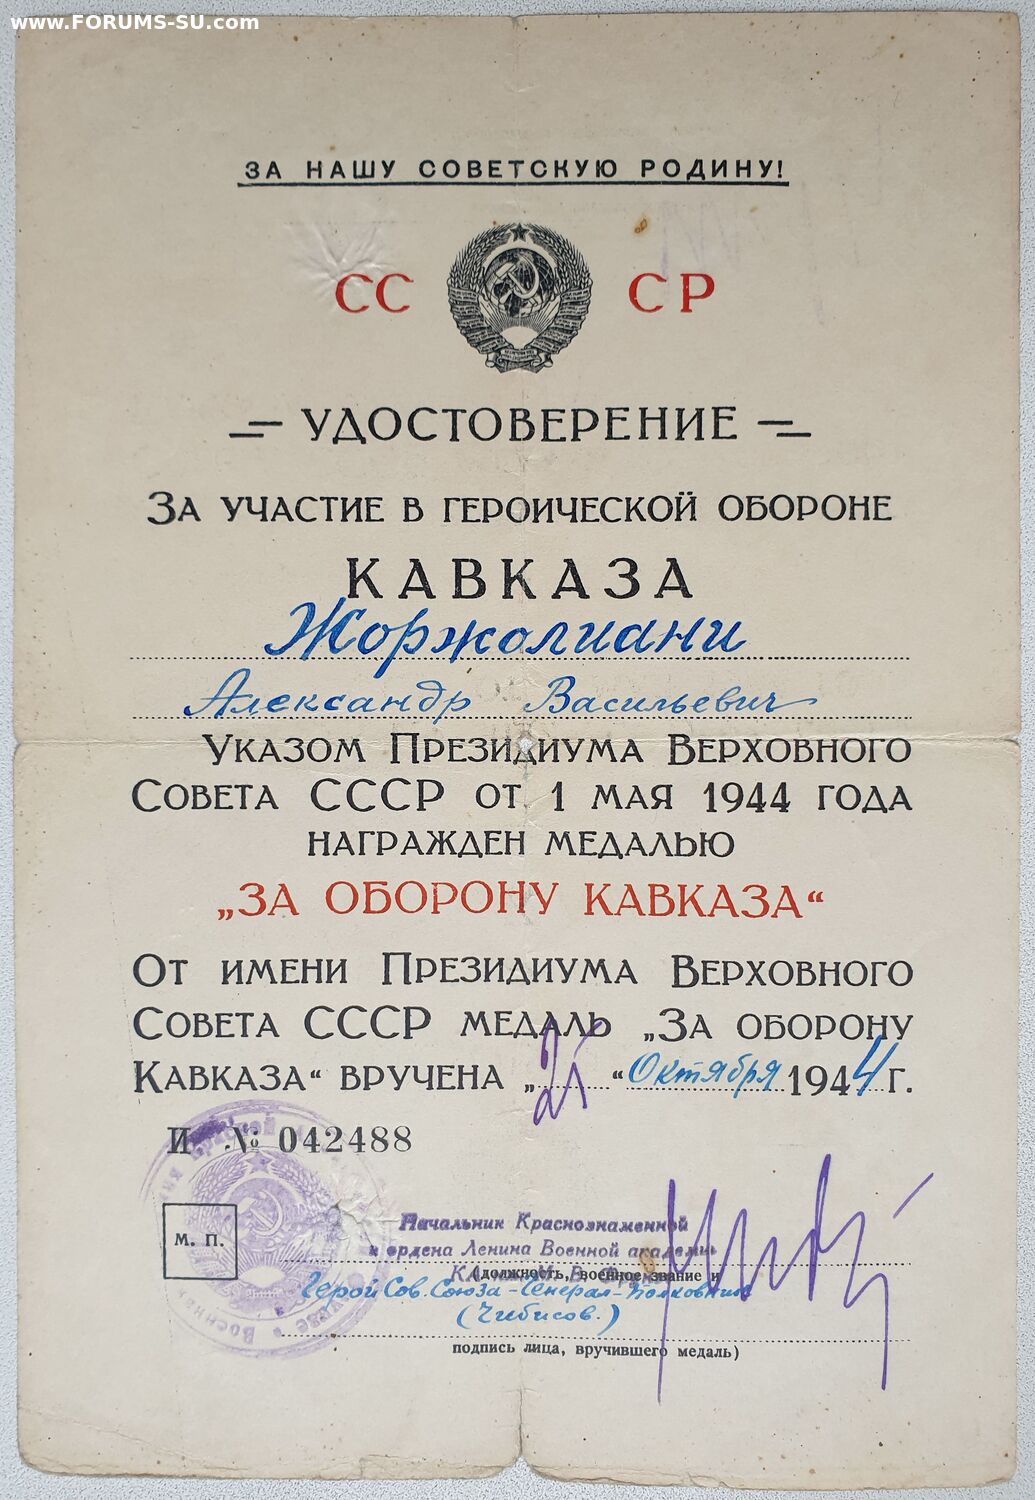 www.FORUMS-SU.com
ЗА НАШУ СОВЕТСКУЮ РОДИНУ!
СС СР
УДОСТОВЕРЕНИЕ
ЗА УЧАСТИЕ В ГЕРОИЧЕСКОЙ ОБОРОНЕ
КАВКАЗА
Жоржолиани
Александр Васильевич
УКАЗОМ ПРЕЗИДИУМА ВЕРХОВНОГО
СОВЕТА СССР ОТ 1 МАЯ 1944 ГОДА
НАГРАЖДЕН МЕДАЛЬЮ
„ЗА ОБОРОНУ КАВКАЗА“
ОТ ИМЕНИ ПРЕЗИДИУМА ВЕРХОВНОГО
СОВЕТА СССР МЕДАЛЬ „ЗА ОБОРОНУ
КАВКАЗА“ ВРУЧЕНА „ “ Октября 1944 Г.
И № 042488
М. П.
Начальник Краснознаменной
и ордена Ленина Военной академии
(должность, военное звание и
Герой Сов. Союза-Генерал-Полковник
(Чибисов.)
подпись лица, вручившего медаль)